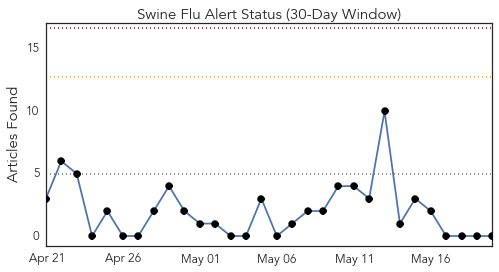 Swine Flu Alert Status (30-Day Window)
Articles Found
15
10
5
0
Apr 21 Apr 26 May 01 May 06 May 11 May 16